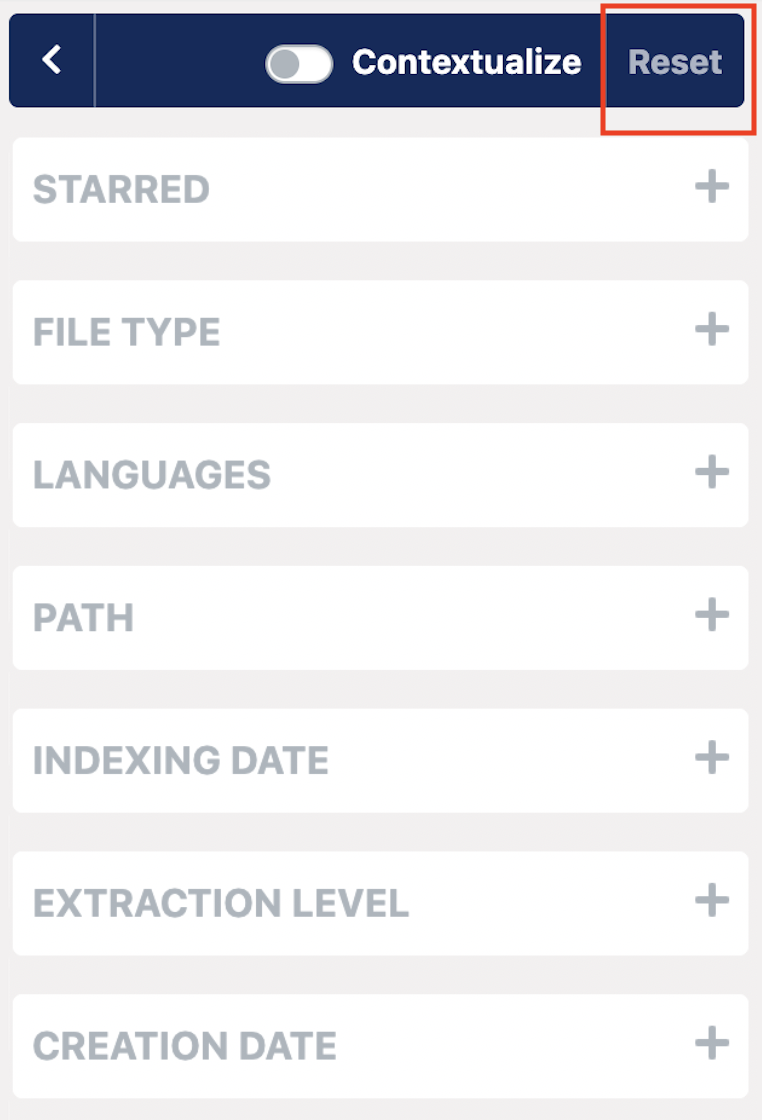 Contextualize Reset
STARRED
FILE TYPE
LANGUAGES
PATH
INDEXING DATE
EXTRACTION LEVEL
CREATION DATE